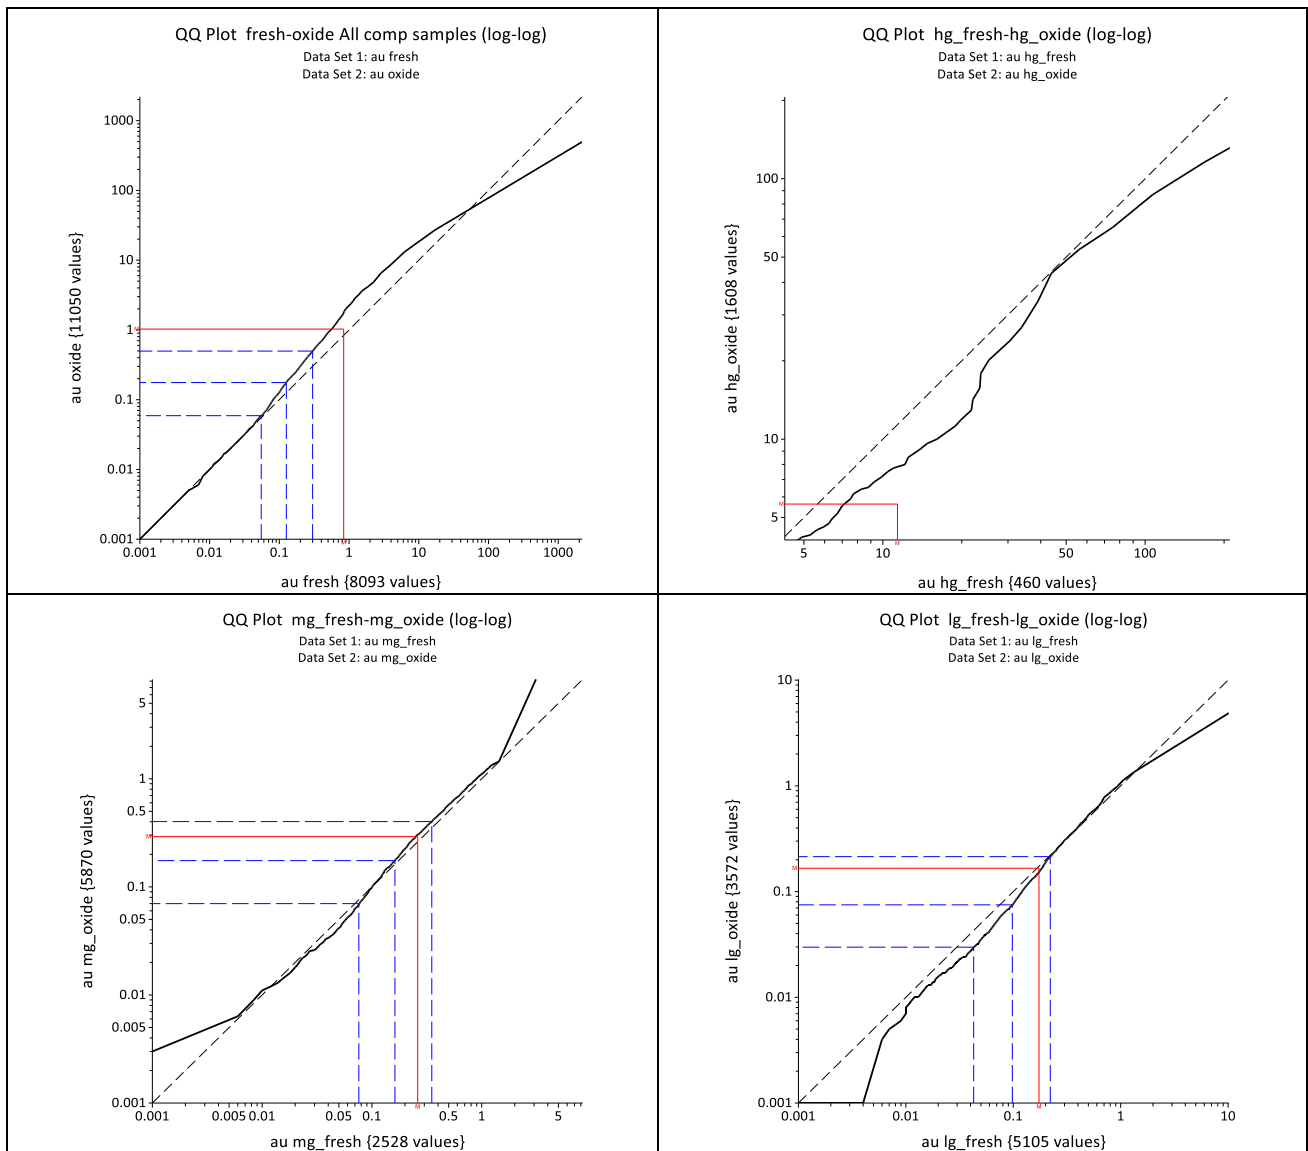 QQ Plot fresh-oxide All comp samples (log-log)
Data Set 1: au fresh
Data Set 2: au oxide
1000
100
10
1
0.1
0.01
0.001
M
au oxide {11050 values}
0.001 0.01 0.1 1 10 100 1000
M
au fresh {8093 values}
QQ Plot hg_fresh-hg_oxide (log-log)
Data Set 1: au hg_fresh
Data Set 2: au hg_oxide
100
50
10
5
M
au hg_oxide {1608 values}
5 10 50 100
M
au hg_fresh {460 values}
QQ Plot mg_fresh-mg_oxide (log-log)
Data Set 1: au mg_fresh
Data Set 2: au mg_oxide
5
1
0.5
0.1
0.05
0.01
0.005
0.001
M
au mg_oxide {5870 values}
0.001 0.005 0.01 0.05 0.1 0.5 1 5
M
au mg_fresh {2528 values}
QQ Plot lg_fresh-lg_oxide (log-log)
Data Set 1: au lg_fresh
Data Set 2: au lg_oxide
10
1
0.1
0.01
0.001
M
au lg_oxide {3572 values}
0.001 0.01 0.1 1 10
M
au lg_fresh {5105 values}